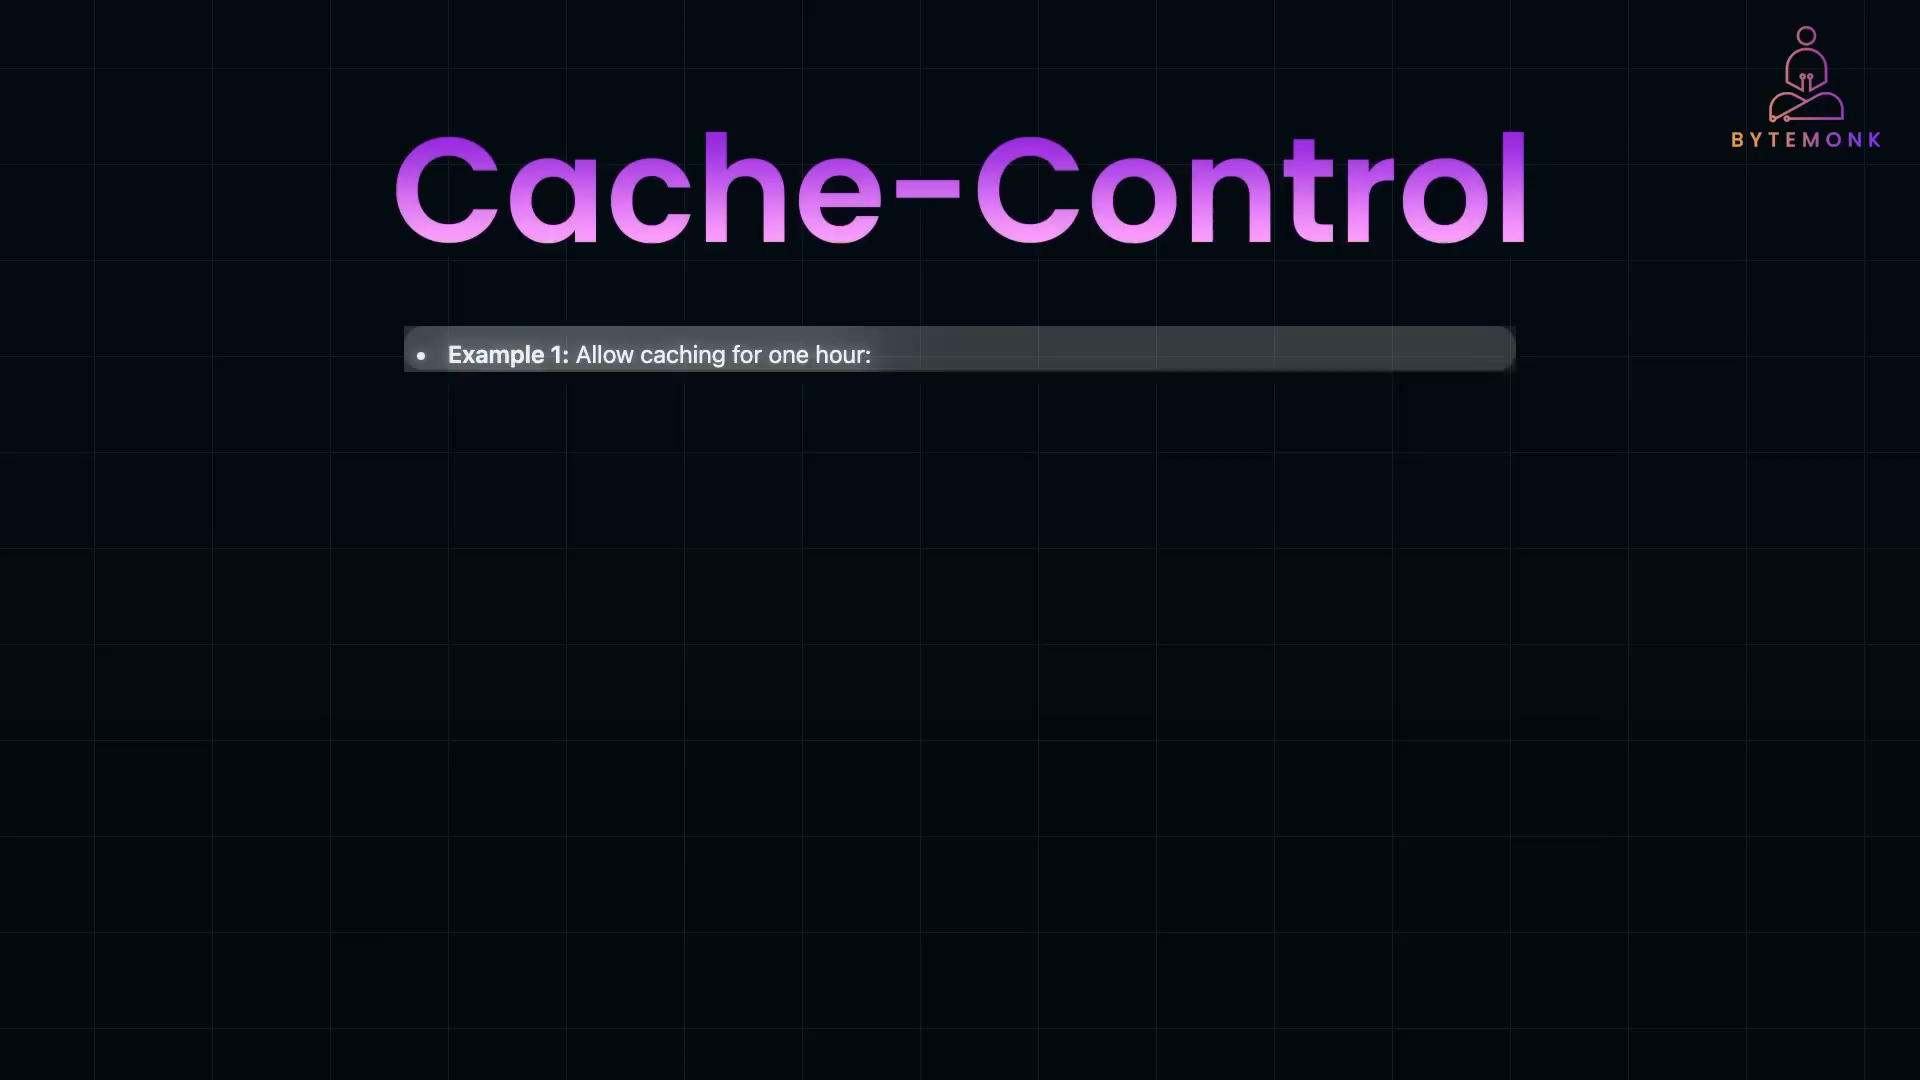 BYTEMONK
Cache-Control
• Example 1: Allow caching for one hour: